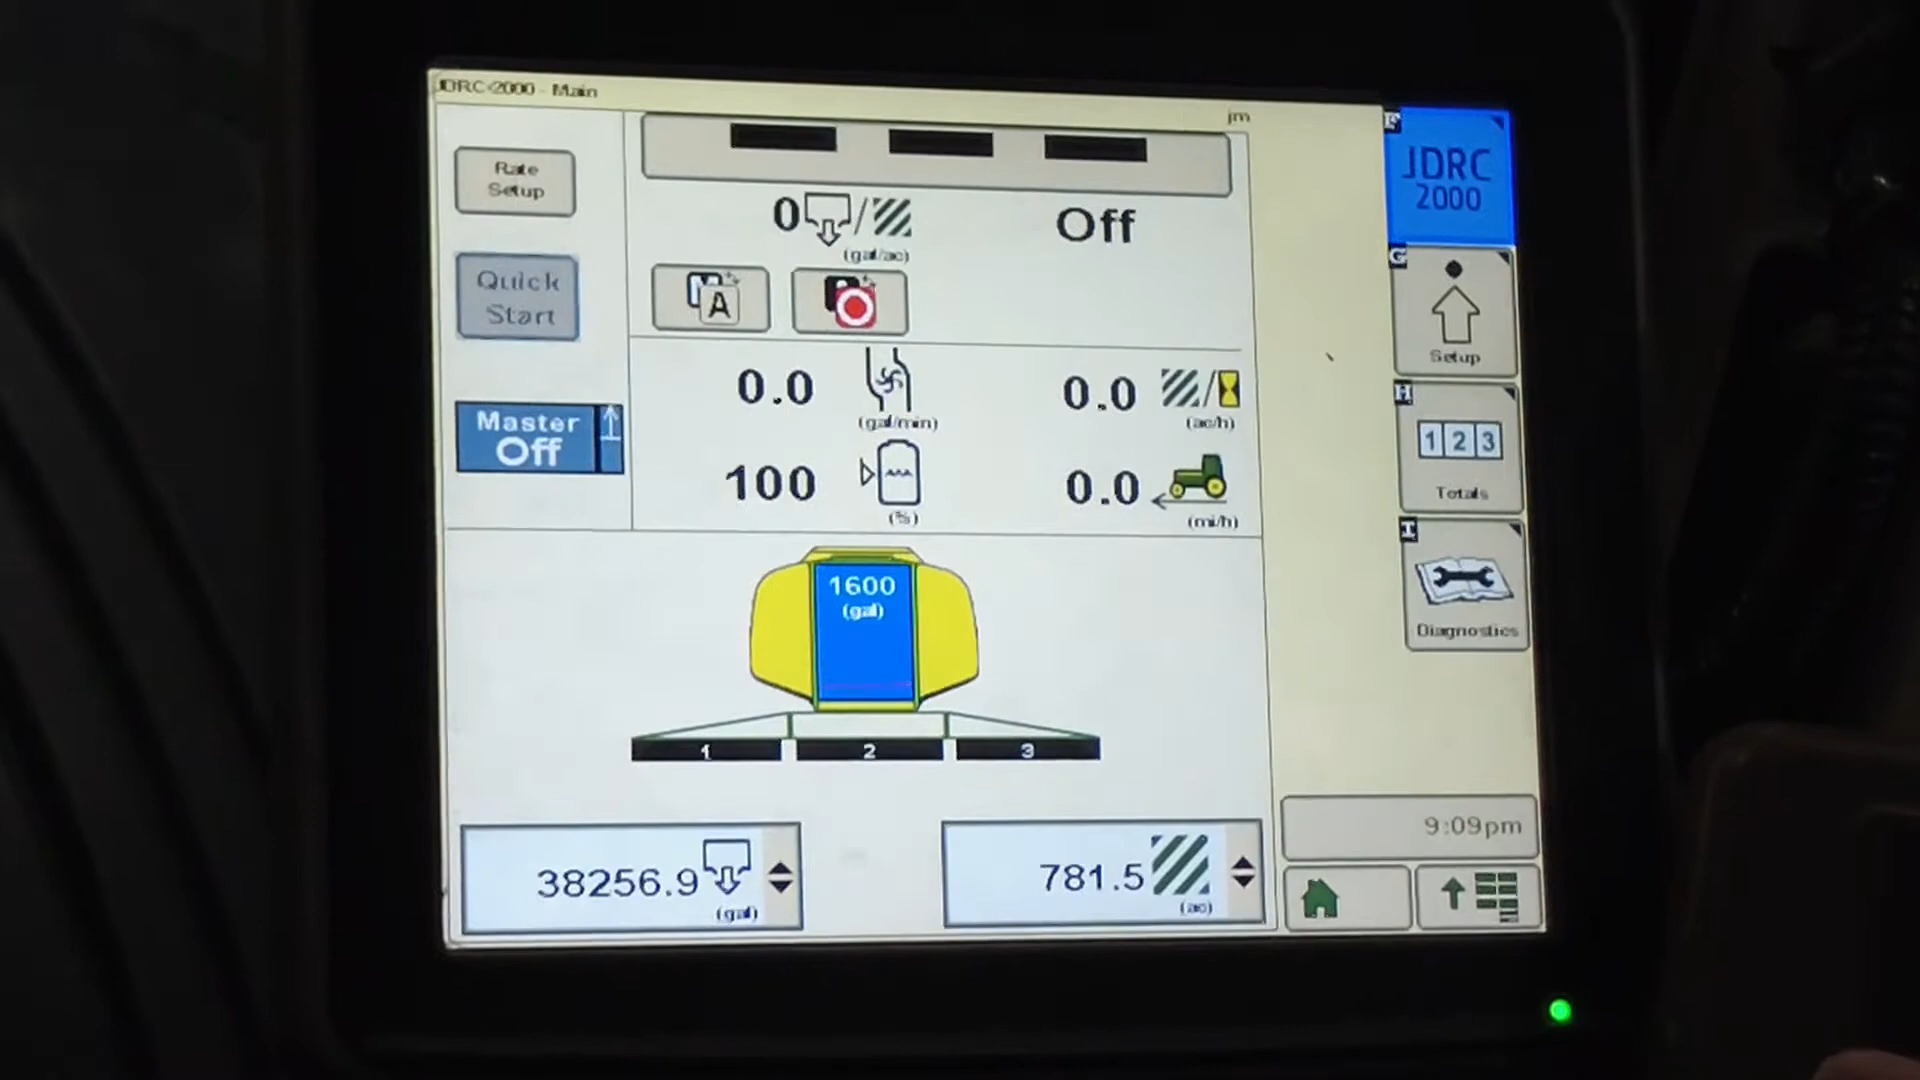 JDRC-2000 - Main
jm
Rate
Setup
Quick
Start
Master
Off
0
/
(gal/ac)
Off
A
0.0
(gal/min)
0.0
/
(ac/h)
100
(%)
0.0
(mi/h)
1600
(gal)
1
2
3
38256.9
(gal)
781.5
(ac)
F
JDRC
2000
G
Setup
H
1 2 3
Totals
I
Diagnostics
9:09pm